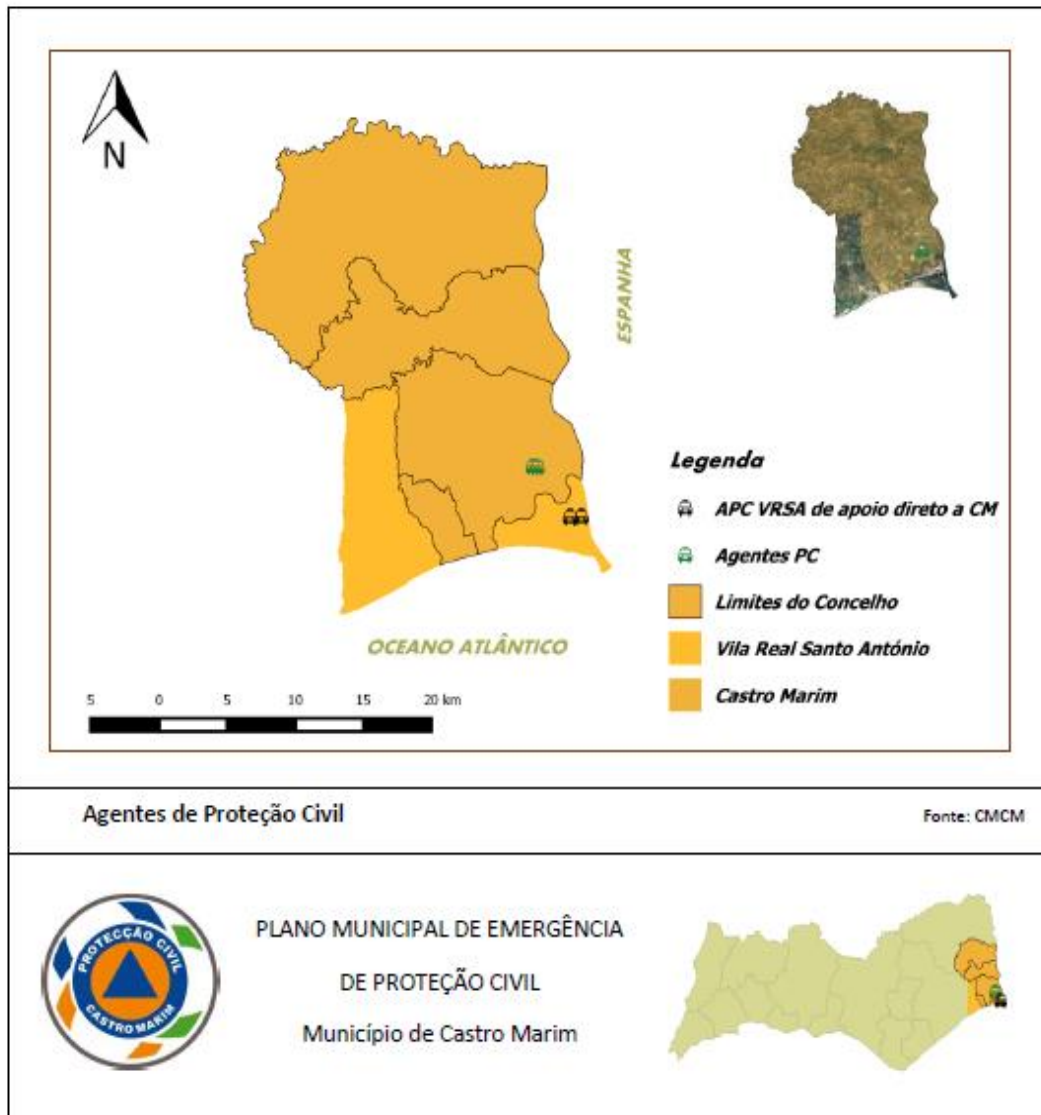 N
ESPANHA
OCEANO ATLÂNTICO
Legenda
APC VRSA de apoio direto a CM
Agentes PC
Limites do Concelho
Vila Real Santo António
Castro Marim
5 0 5 10 15 20 km
Agentes de Proteção Civil
Fonte: CMCM
PROTECÇÃO CIVIL
CASTRO MARIM
PLANO MUNICIPAL DE EMERGÊNCIA
DE PROTEÇÃO CIVIL
Município de Castro Marim